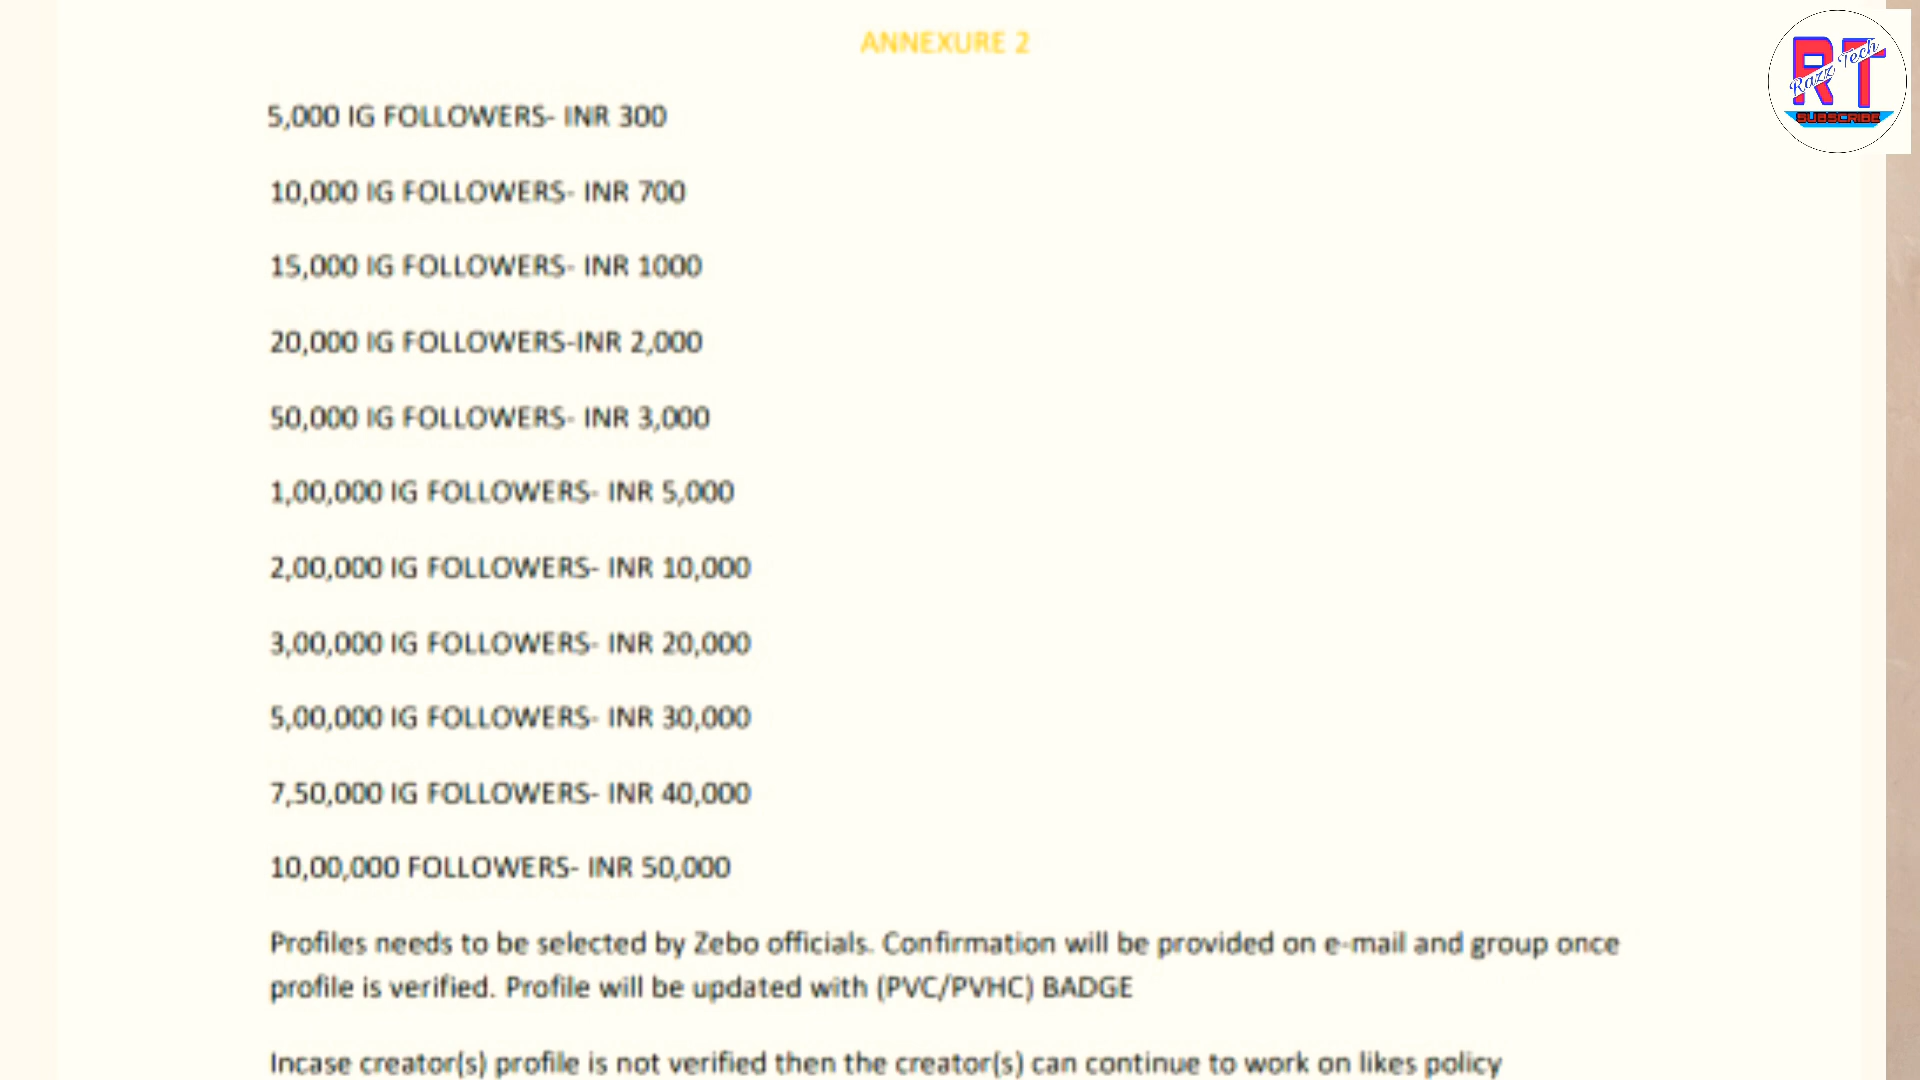 ANNEXURE 2
RT
Razz Tech
SUBSCRIBE
5,000 IG FOLLOWERS- INR 300
10,000 IG FOLLOWERS- INR 700
15,000 IG FOLLOWERS- INR 1000
20,000 IG FOLLOWERS-INR 2,000
50,000 IG FOLLOWERS- INR 3,000
1,00,000 IG FOLLOWERS- INR 5,000
2,00,000 IG FOLLOWERS- INR 10,000
3,00,000 IG FOLLOWERS- INR 20,000
5,00,000 IG FOLLOWERS- INR 30,000
7,50,000 IG FOLLOWERS- INR 40,000
10,00,000 FOLLOWERS- INR 50,000
Profiles needs to be selected by Zebo officials. Confirmation will be provided on e-mail and group once
profile is verified. Profile will be updated with (PVC/PVHC) BADGE
Incase creator(s) profile is not verified then the creator(s) can continue to work on likes policy